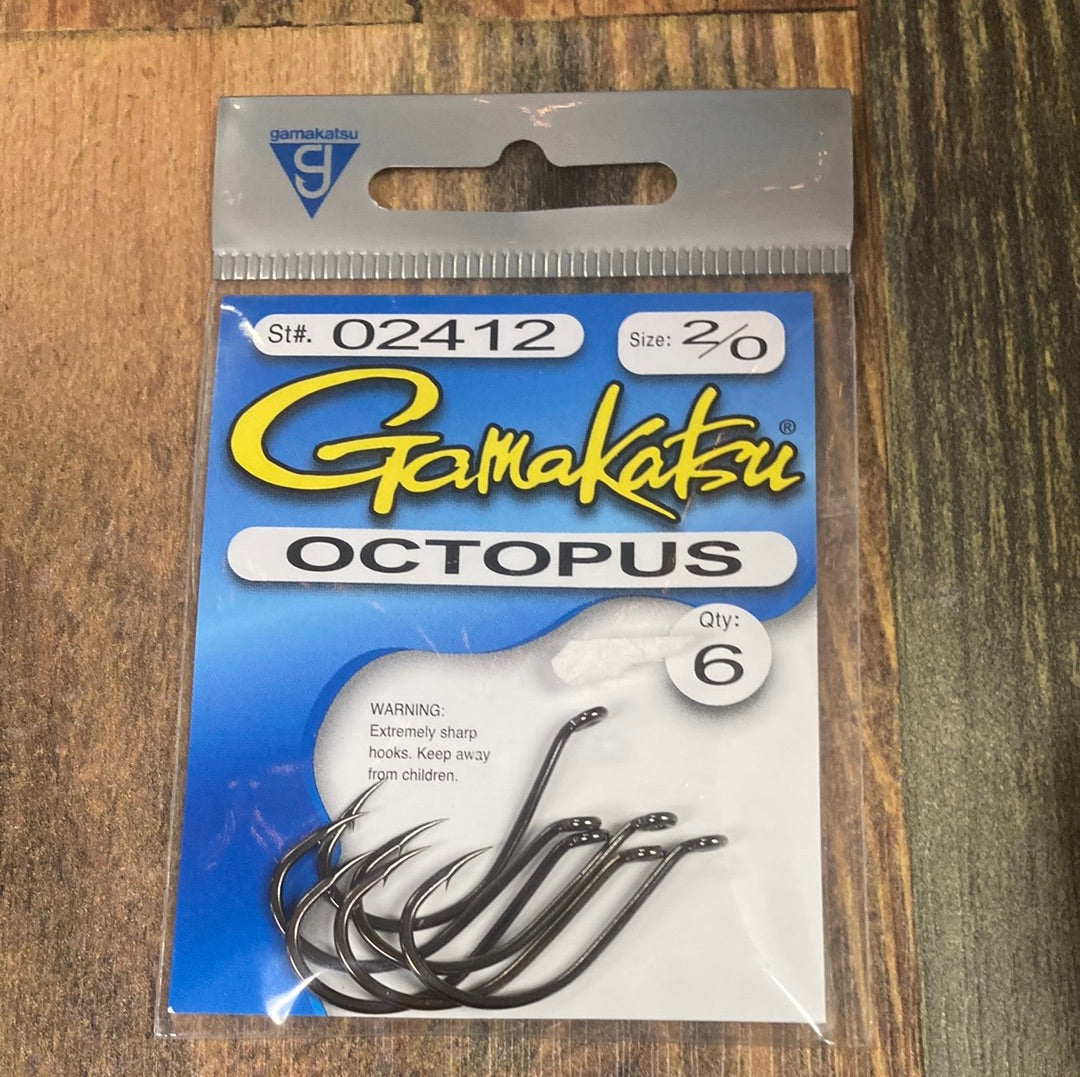 gamakatsu
g
St#. 02412
Size: 2/0
Gamakatsu®
OCTOPUS
Qty:
6
WARNING:
Extremely sharp
hooks. Keep away
from children.